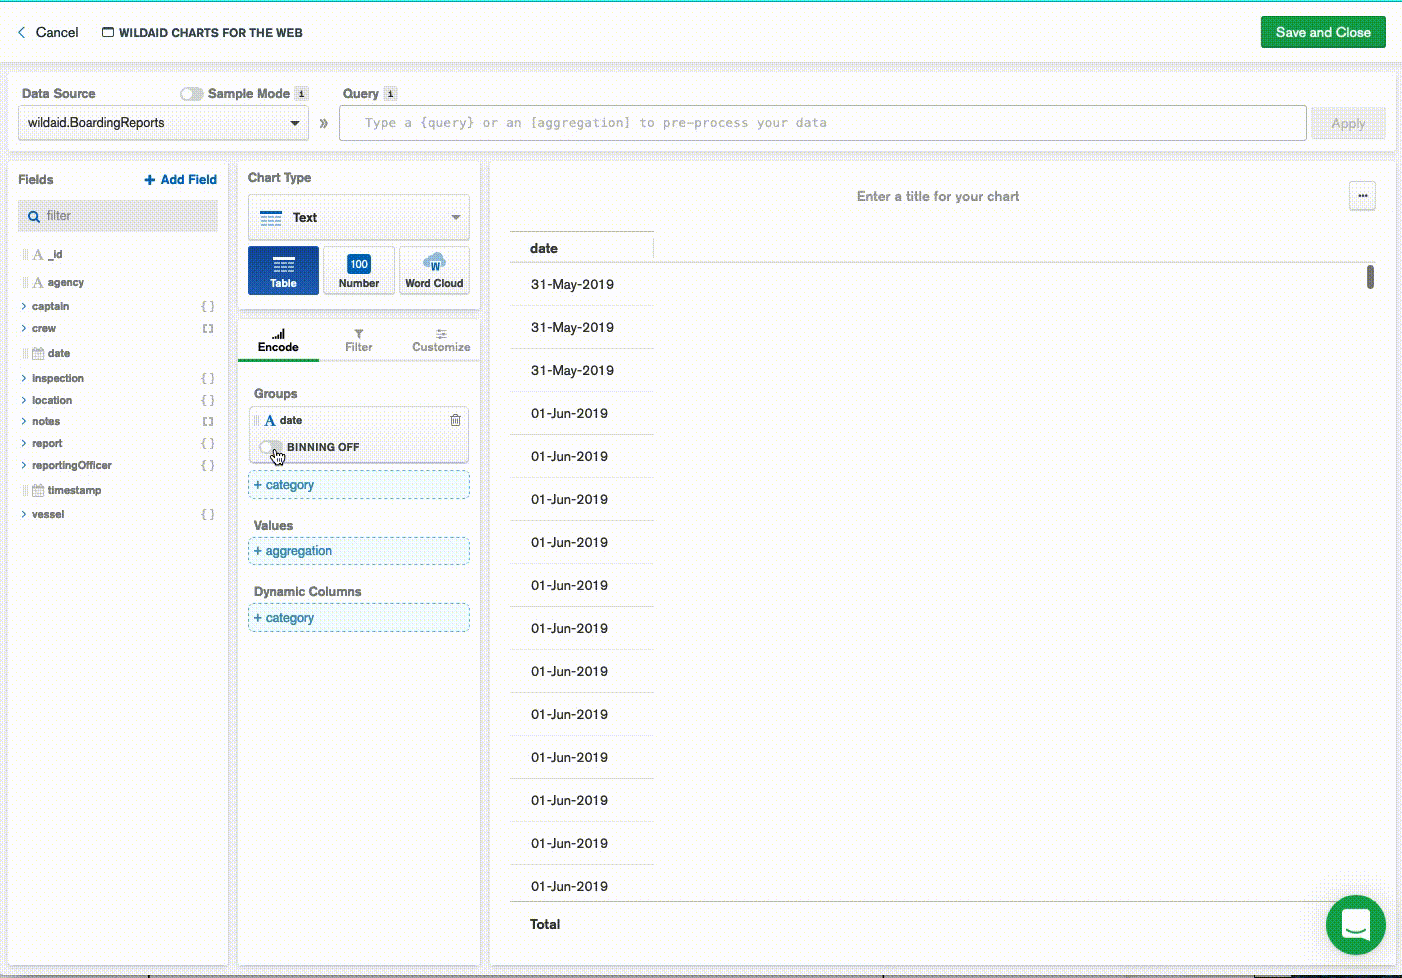 Cancel
WILDAID CHARTS FOR THE WEB
Save and Close
Data Source
Sample Mode i
Query i
wildaid.BoardingReports
Type a {query} or an [aggregation] to pre-process your data
Apply
Fields
+ Add Field
filter
A _id
A agency
captain { }
crew [ ]
date
inspection { }
location { }
notes [ ]
report { }
reportingOfficer { }
timestamp
vessel { }
Chart Type
Text
Table
100
Number
W
Word Cloud
Encode
Filter
Customize
Groups
A date
BINNING OFF
+ category
Values
+ aggregation
Dynamic Columns
+ category
Enter a title for your chart
...
date
31-May-2019
31-May-2019
31-May-2019
01-Jun-2019
01-Jun-2019
01-Jun-2019
01-Jun-2019
01-Jun-2019
01-Jun-2019
01-Jun-2019
01-Jun-2019
01-Jun-2019
01-Jun-2019
01-Jun-2019
01-Jun-2019
Total